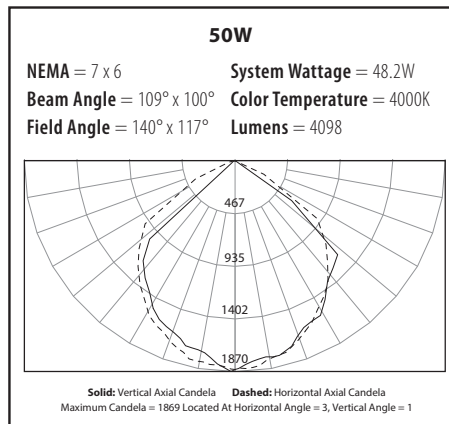 50W
NEMA = 7 x 6 System Wattage = 48.2W
Beam Angle = 109° x 100° Color Temperature = 4000K
Field Angle = 140° x 117° Lumens = 4098
467
935
1402
1870
Solid: Vertical Axial Candela Dashed: Horizontal Axial Candela
Maximum Candela = 1869 Located At Horizontal Angle = 3, Vertical Angle = 1